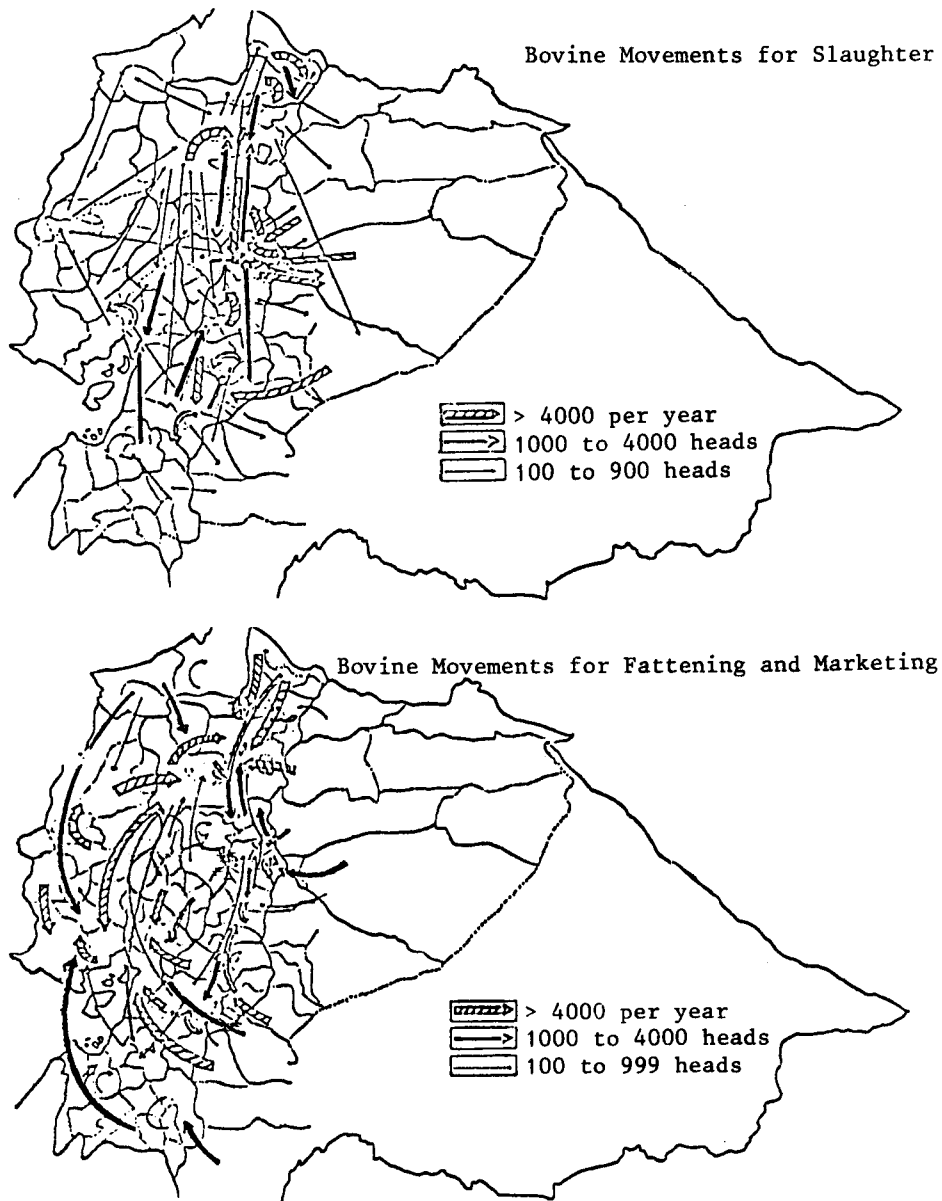 Bovine Movements for Slaughter
> 4000 per year
1000 to 4000 heads
100 to 900 heads
Bovine Movements for Fattening and Marketing
> 4000 per year
1000 to 4000 heads
100 to 999 heads